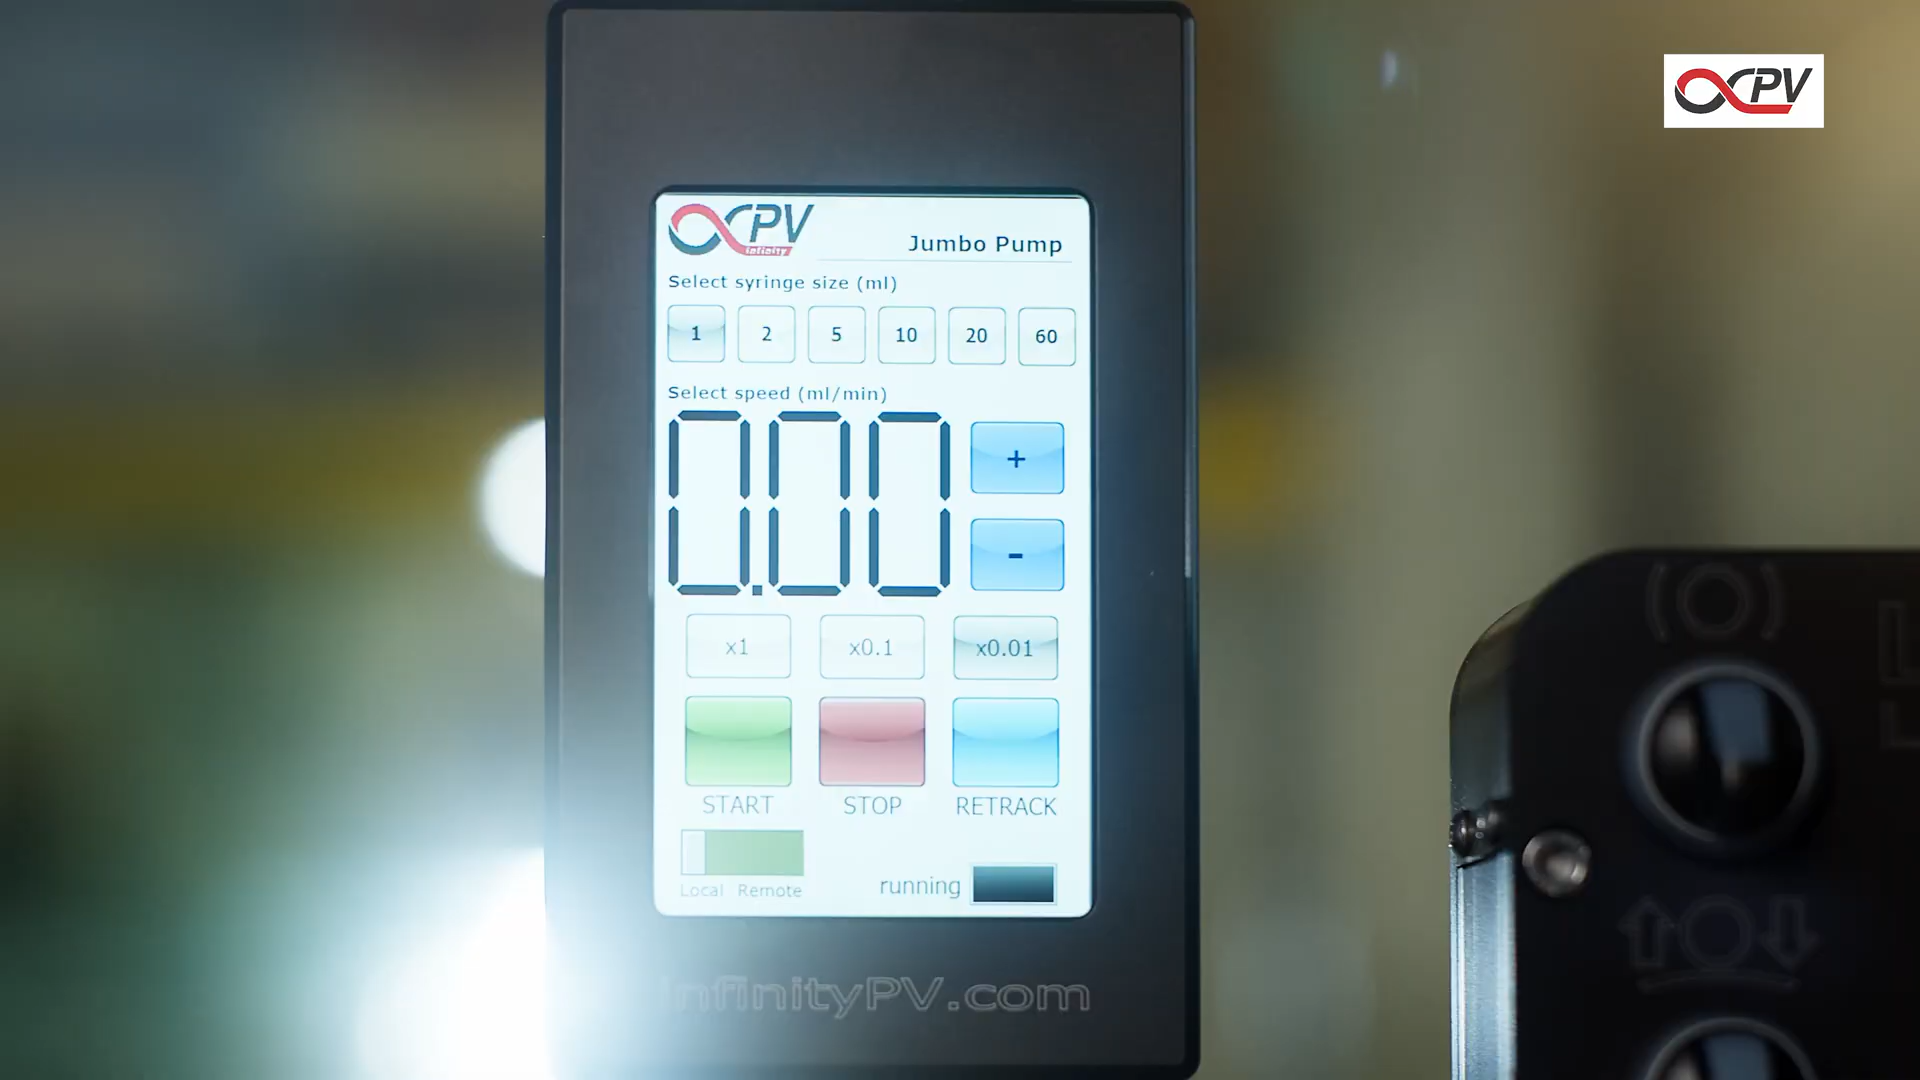 PV
PV
infinity
Jumbo Pump
Select syringe size (ml)
1 2 5 10 20 60
Select speed (ml/min)
0.00
+
-
x1 x0.1 x0.01
START STOP RETRACK
Local Remote
running
infinityPV.com